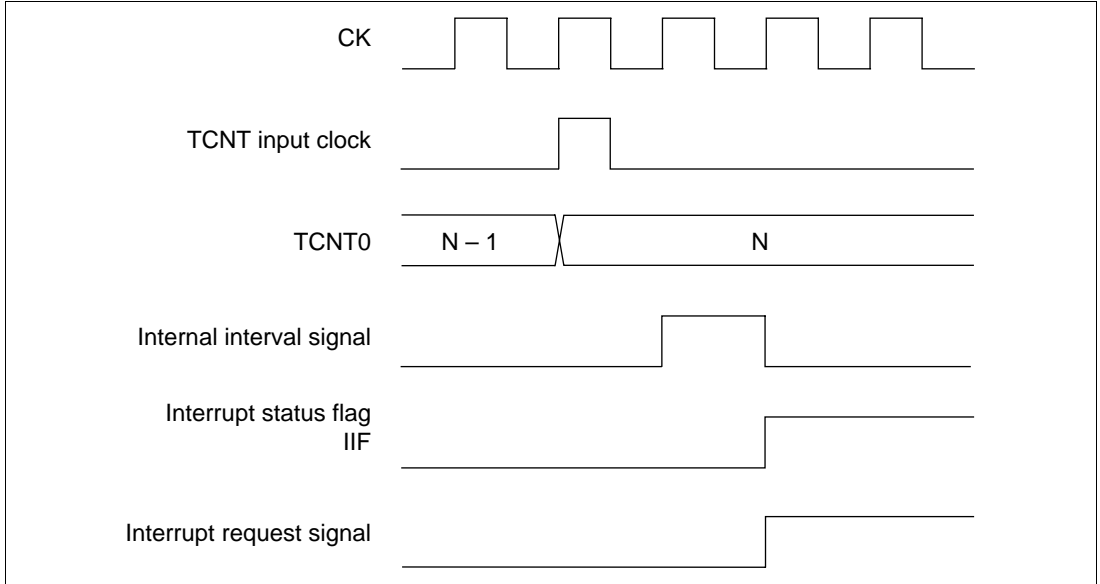 CK
TCNT input clock
TCNT0
N – 1
N
Internal interval signal
Interrupt status flag
IIF
Interrupt request signal